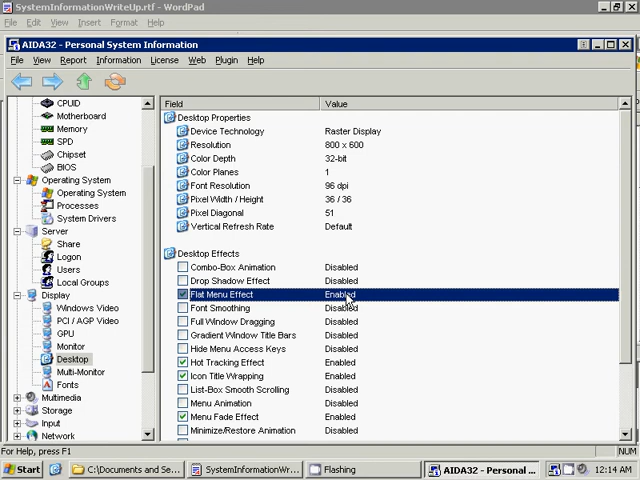 SystemInformationWriteUp.rtf - WordPad
File Edit View Insert Format Help
AIDA32 - Personal System Information
File View Report Information License Web Plugin Help
CPUID
Motherboard
Memory
SPD
Chipset
BIOS
Operating System
Operating System
Processes
System Drivers
Server
Share
Logon
Users
Local Groups
Display
Windows Video
PCI / AGP Video
GPU
Monitor
Desktop
Multi-Monitor
Fonts
Multimedia
Storage
Input
Network
Field Value
Desktop Properties
Device Technology Raster Display
Resolution 800 x 600
Color Depth 32-bit
Color Planes 1
Font Resolution 96 dpi
Pixel Width / Height 36 / 36
Pixel Diagonal 51
Vertical Refresh Rate Default
Desktop Effects
Combo-Box Animation Disabled
Drop Shadow Effect Disabled
Flat Menu Effect Enabled
Font Smoothing Disabled
Full Window Dragging Disabled
Gradient Window Title Bars Disabled
Hide Menu Access Keys Disabled
Hot Tracking Effect Enabled
Icon Title Wrapping Enabled
List-Box Smooth Scrolling Disabled
Menu Animation Disabled
Menu Fade Effect Enabled
Minimize/Restore Animation Disabled
For Help, press F1
Start C:\Documents and Se... SystemInformationWr... Flashing AIDA32 - Personal ... 12:14 AM